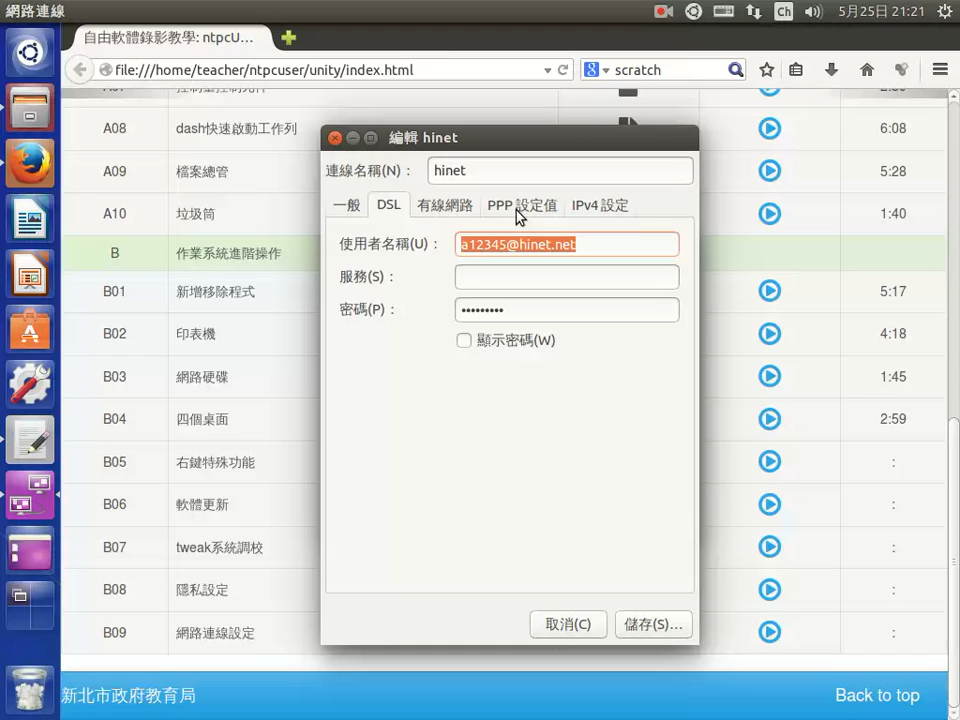 網路連線
Ch
5月25日 21:21
自由軟體錄影教學: ntpcU...
file:///home/teacher/ntpcuser/unity/index.html
scratch
A08 dash快速啟動工作列 6:08
A09 檔案總管 5:28
A10 垃圾筒 1:40
B 作業系統進階操作
B01 新增移除程式 5:17
B02 印表機 4:18
B03 網路硬碟 1:45
B04 四個桌面 2:59
B05 右鍵特殊功能 :
B06 軟體更新 :
B07 tweak系統調校 :
B08 隱私設定 :
B09 網路連線設定 :
編輯 hinet
連線名稱(N)： hinet
一般 DSL 有線網路 PPP 設定值 IPv4 設定
使用者名稱(U)： a12345@hinet.net
服務(S)：
密碼(P)： •••••••••
顯示密碼(W)
取消(C) 儲存(S)...
新北市政府教育局 Back to top